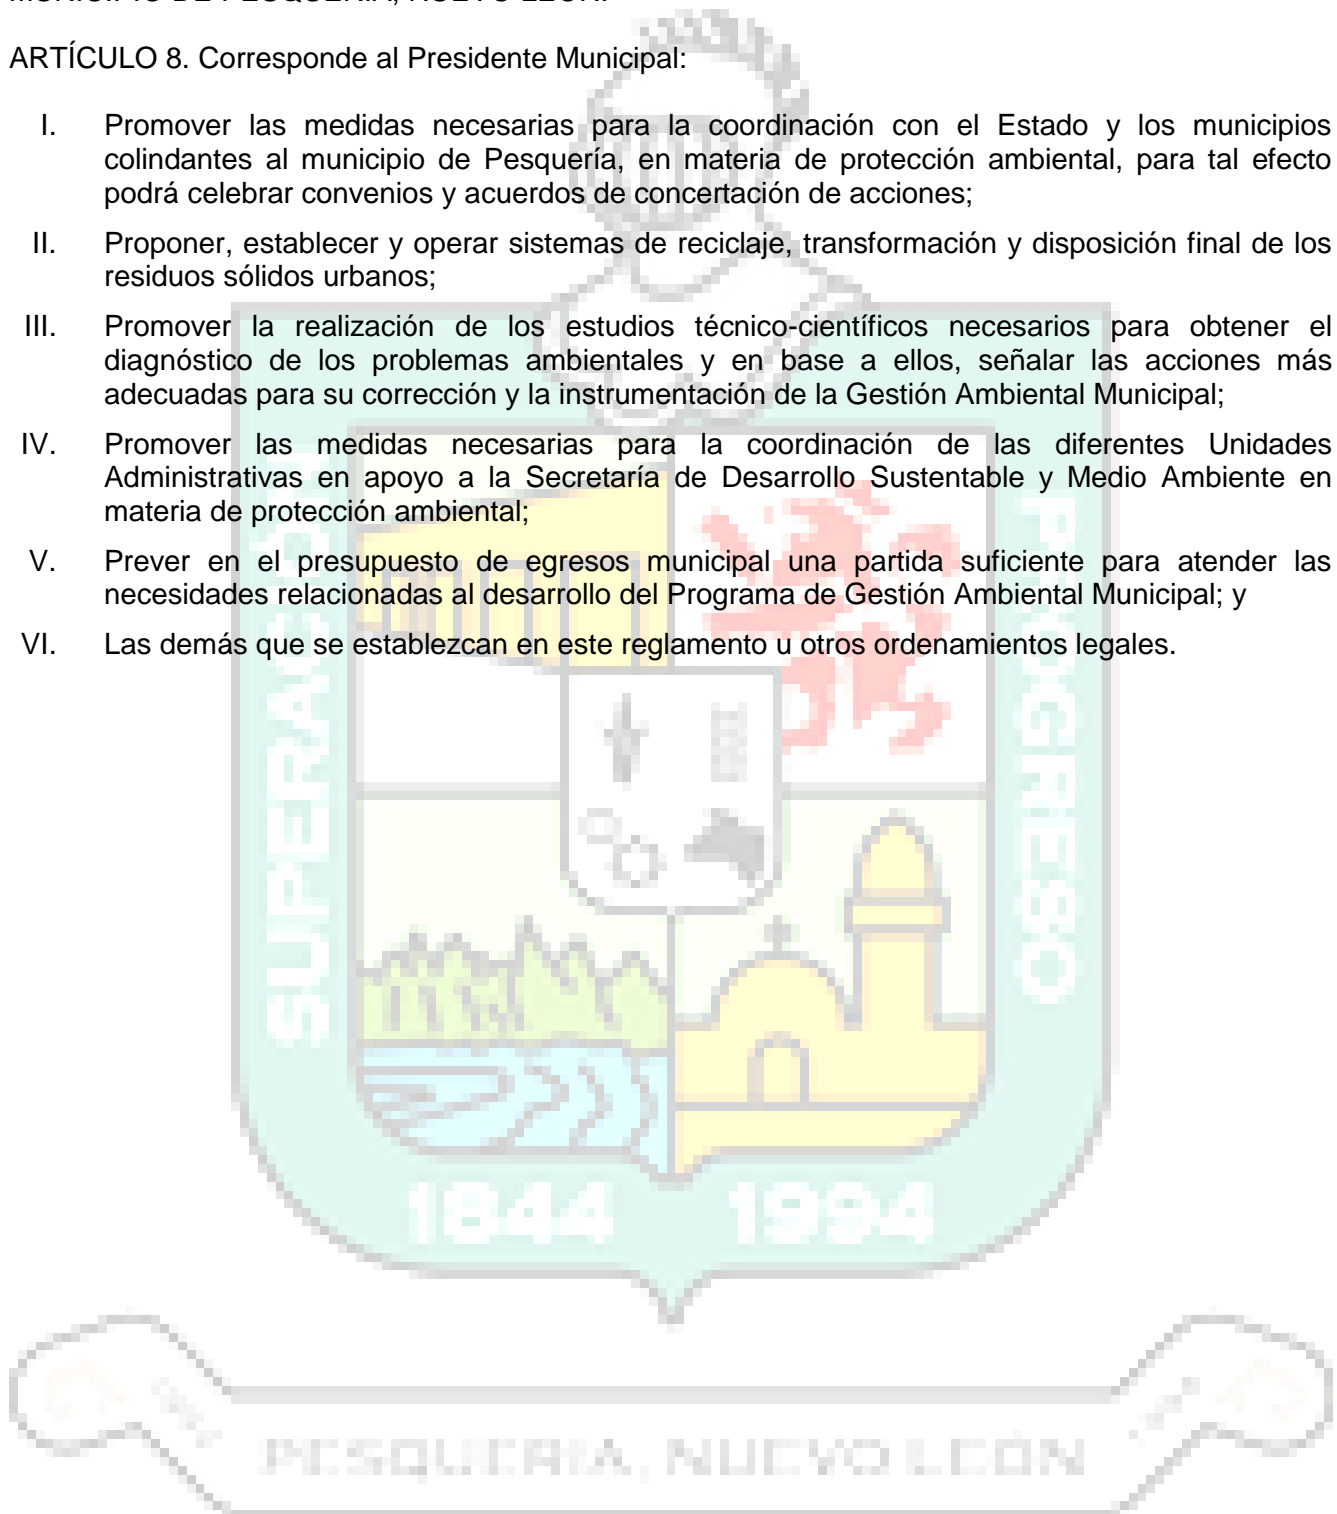 MUNICIPIO DE PESQUERÍA, NUEVO LEÓN.
ARTÍCULO 8. Corresponde al Presidente Municipal:
I. Promover las medidas necesarias para la coordinación con el Estado y los municipios
colindantes al municipio de Pesquería, en materia de protección ambiental, para tal efecto
podrá celebrar convenios y acuerdos de concertación de acciones;
II. Proponer, establecer y operar sistemas de reciclaje, transformación y disposición final de los
residuos sólidos urbanos;
III. Promover la realización de los estudios técnico-científicos necesarios para obtener el
diagnóstico de los problemas ambientales y en base a ellos, señalar las acciones más
adecuadas para su corrección y la instrumentación de la Gestión Ambiental Municipal;
IV. Promover las medidas necesarias para la coordinación de las diferentes Unidades
Administrativas en apoyo a la Secretaría de Desarrollo Sustentable y Medio Ambiente en
materia de protección ambiental;
V. Prever en el presupuesto de egresos municipal una partida suficiente para atender las
necesidades relacionadas al desarrollo del Programa de Gestión Ambiental Municipal; y
VI. Las demás que se establezcan en este reglamento u otros ordenamientos legales.
SUPERACIÓN
PROGRESO
1844 1994
PESQUERIA, NUEVO LEÓN